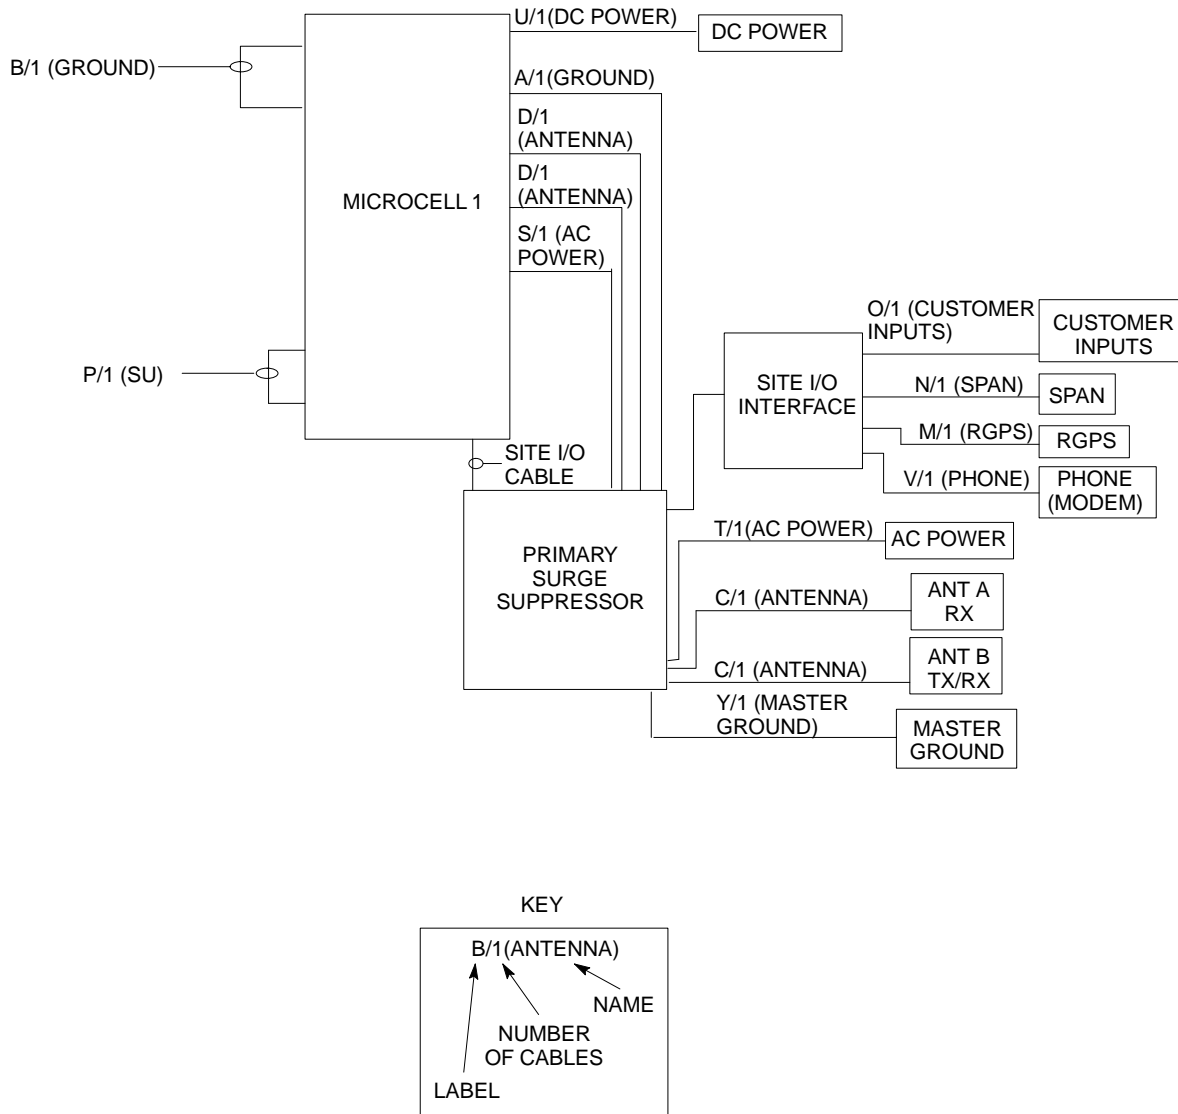 U/1(DC POWER)
DC POWER
B/1 (GROUND)
A/1(GROUND)
D/1
(ANTENNA)
D/1
(ANTENNA)
MICROCELL 1
S/1 (AC
POWER)
O/1 (CUSTOMER
INPUTS)
CUSTOMER
INPUTS
P/1 (SU)
SITE I/O
INTERFACE
N/1 (SPAN)
SPAN
M/1 (RGPS)
RGPS
SITE I/O
CABLE
V/1 (PHONE)
PHONE
(MODEM)
T/1(AC POWER)
AC POWER
PRIMARY
SURGE
SUPPRESSOR
C/1 (ANTENNA)
ANT A
RX
C/1 (ANTENNA)
ANT B
TX/RX
Y/1 (MASTER
GROUND)
MASTER
GROUND
KEY
B/1(ANTENNA)
NAME
NUMBER
OF CABLES
LABEL